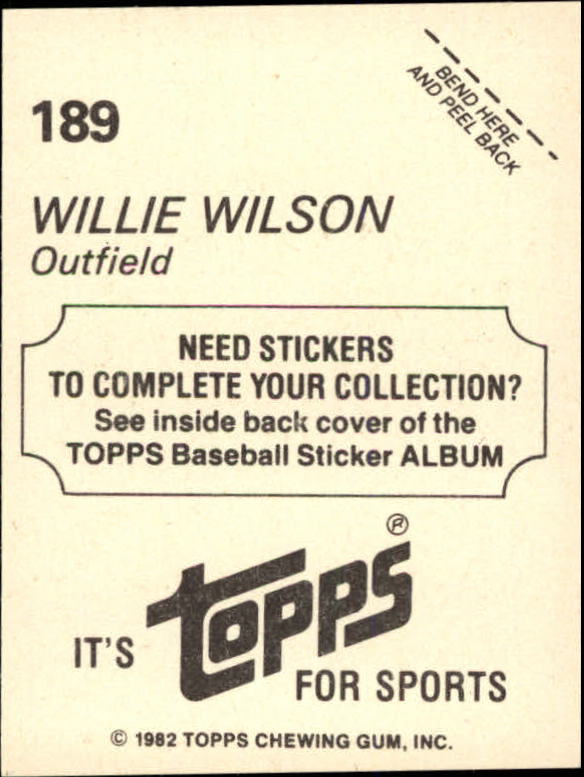 BEND HERE
AND PEEL BACK
189
WILLIE WILSON
Outfield
NEED STICKERS
TO COMPLETE YOUR COLLECTION?
See inside back cover of the
TOPPS Baseball Sticker ALBUM
IT'S topps® FOR SPORTS
© 1982 TOPPS CHEWING GUM, INC.